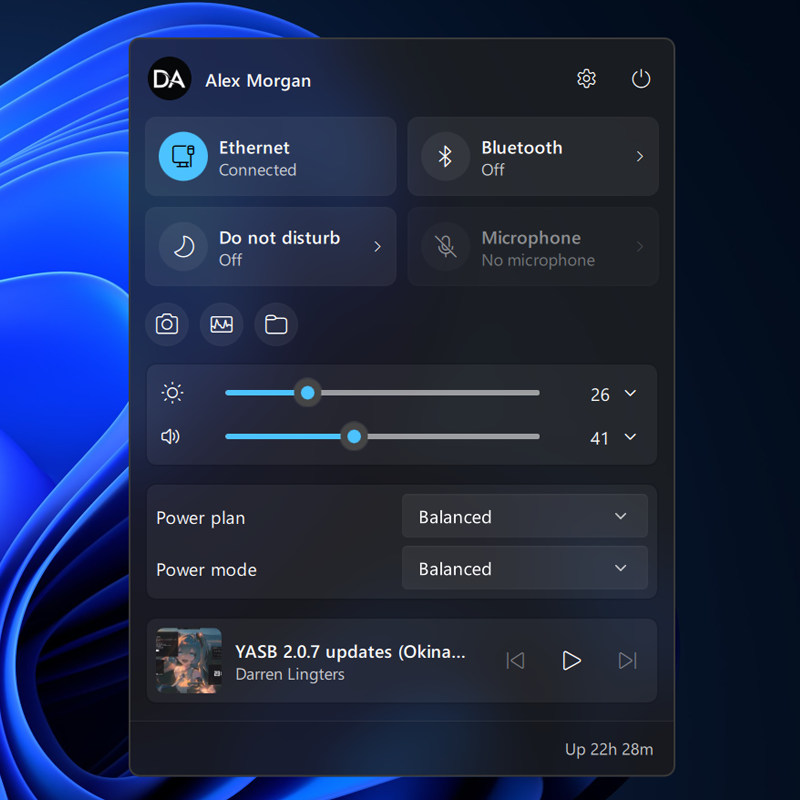 DA
Alex Morgan
Ethernet
Connected
Bluetooth
Off
Do not disturb
Off
Microphone
No microphone
26
41
Power plan
Balanced
Power mode
Balanced
YASB 2.0.7 updates (Okina...
Darren Lingters
Up 22h 28m